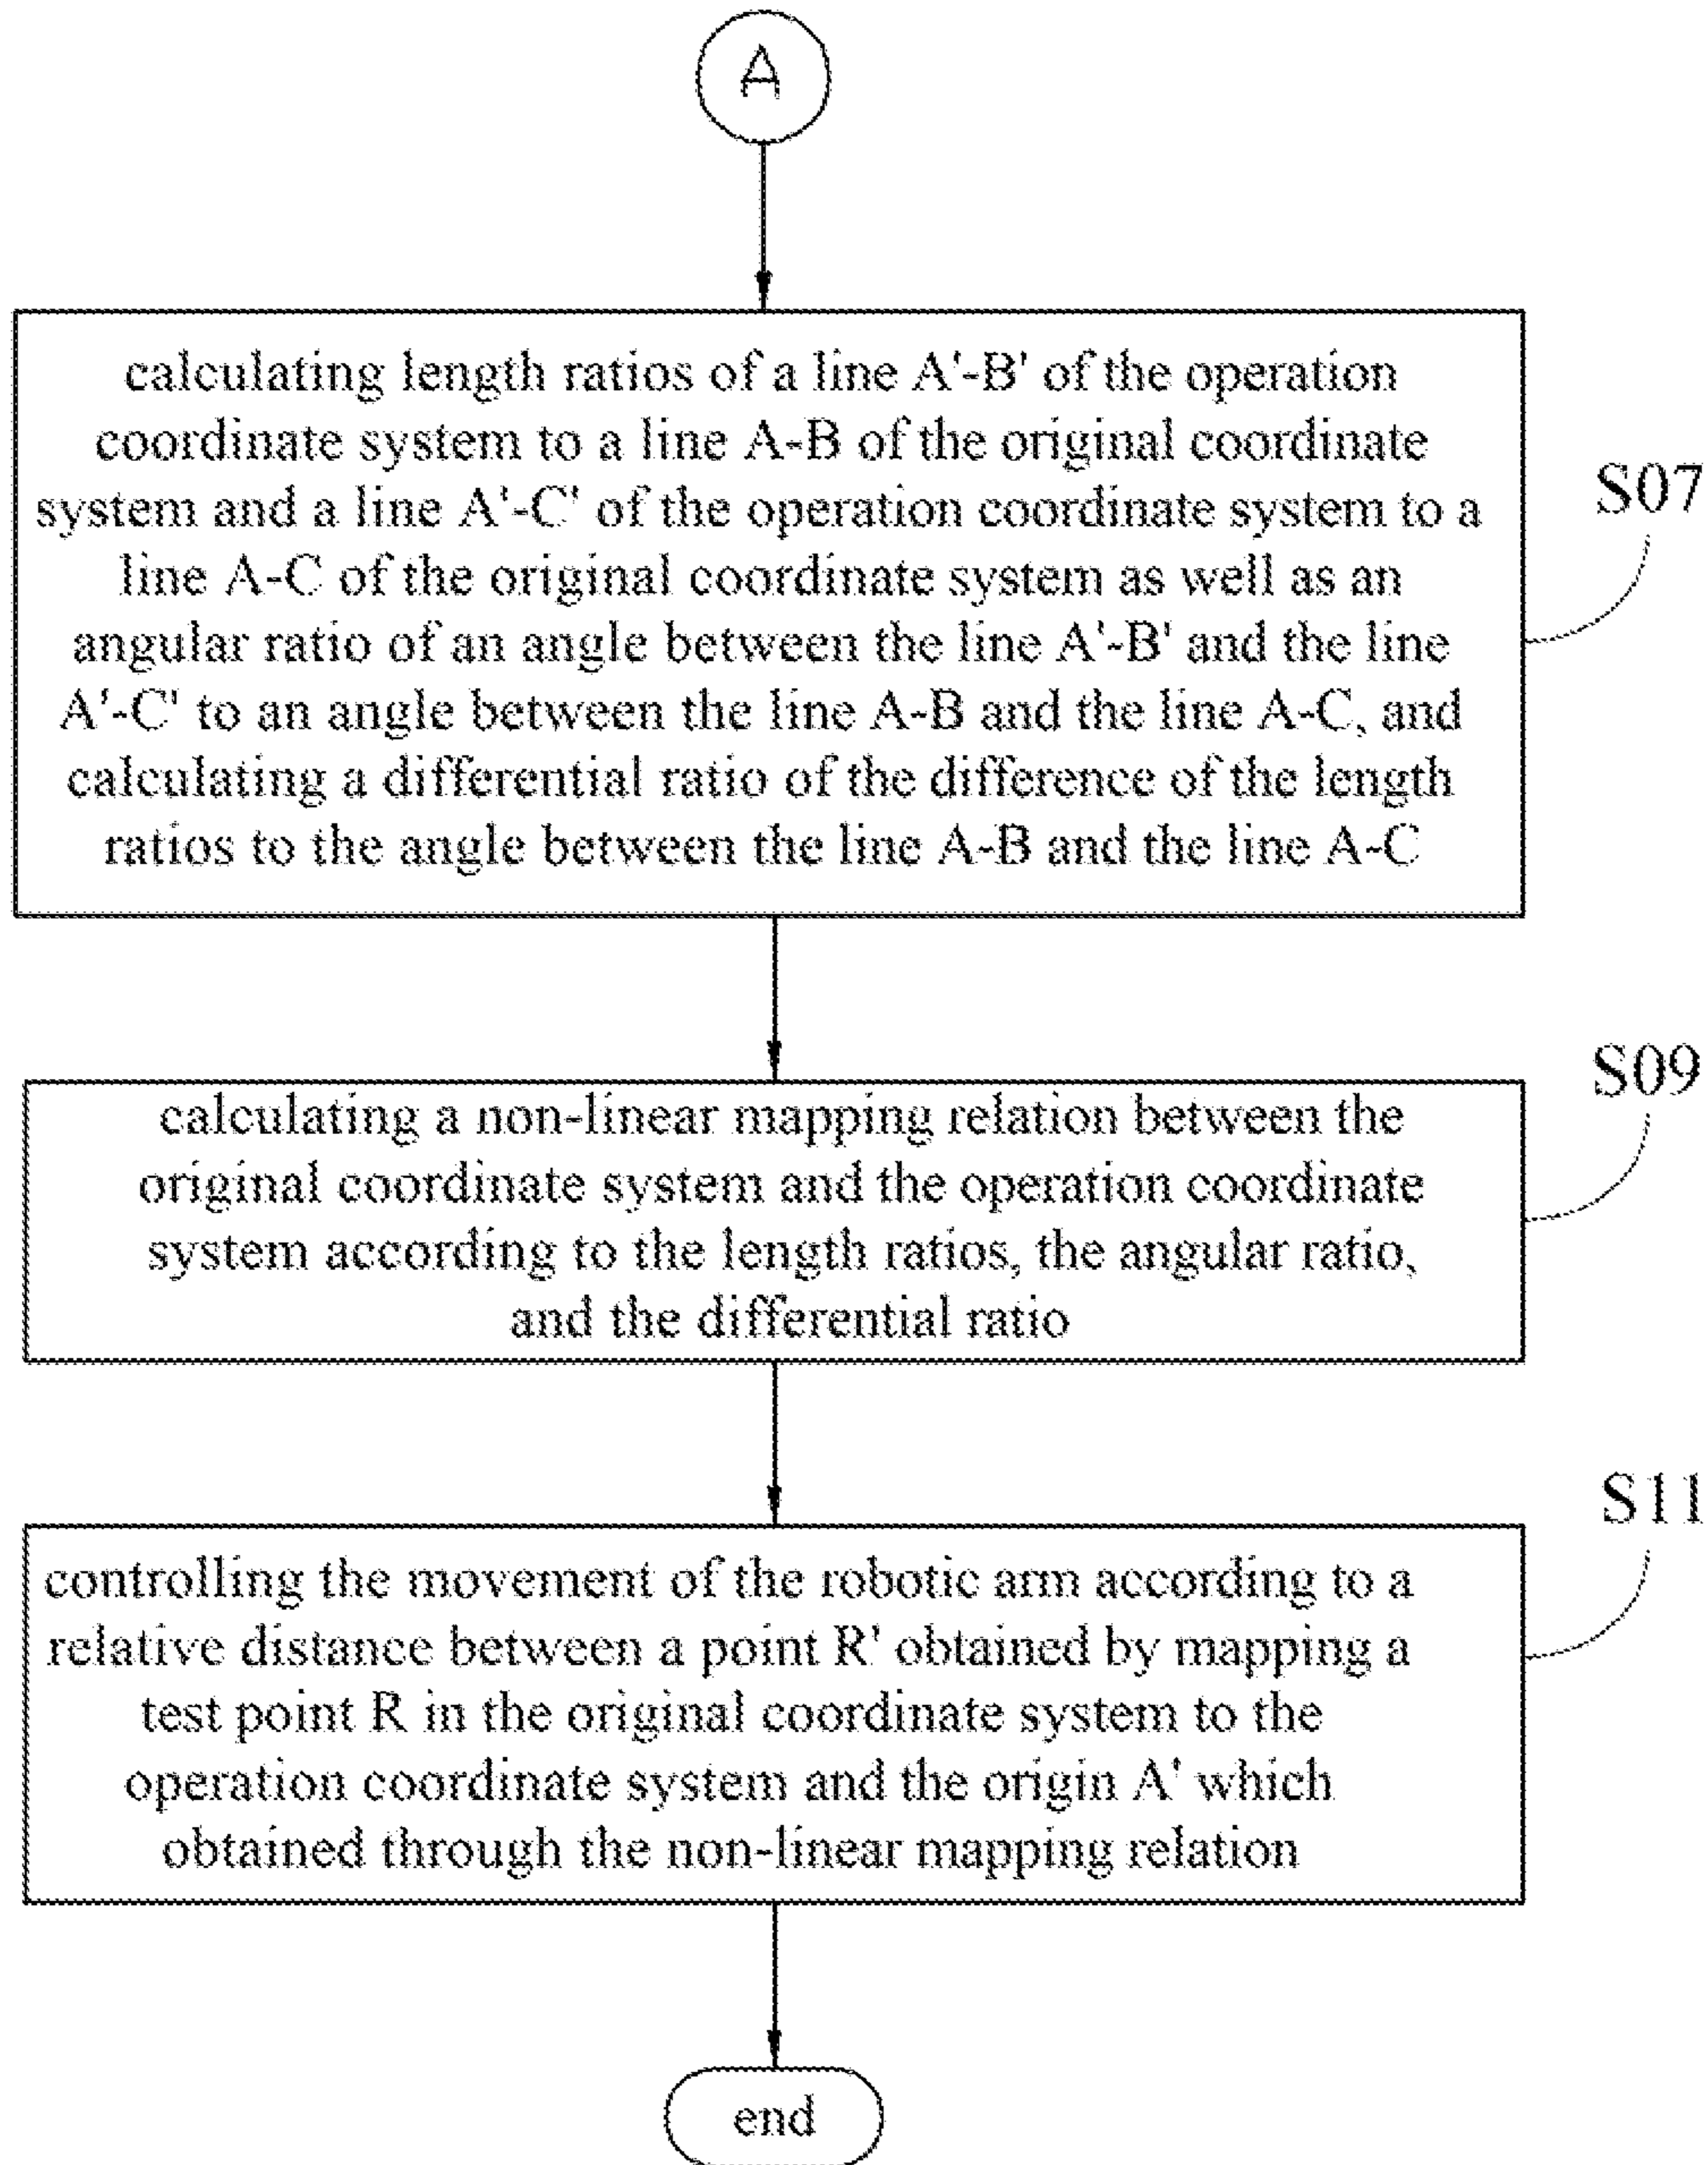 A
calculating length ratios of a line A'-B' of the operation
coordinate system to a line A-B of the original coordinate
system and a line A'-C' of the operation coordinate system to a
line A-C of the original coordinate system as well as an
angular ratio of an angle between the line A'-B' and the line
A'-C' to an angle between the line A-B and the line A-C, and
calculating a differential ratio of the difference of the length
ratios to the angle between the line A-B and the line A-C
S07
calculating a non-linear mapping relation between the
original coordinate system and the operation coordinate
system according to the length ratios, the angular ratio,
and the differential ratio
S09
controlling the movement of the robotic arm according to a
relative distance between a point R' obtained by mapping a
test point R in the original coordinate system to the
operation coordinate system and the origin A' which
obtained through the non-linear mapping relation
S11
end